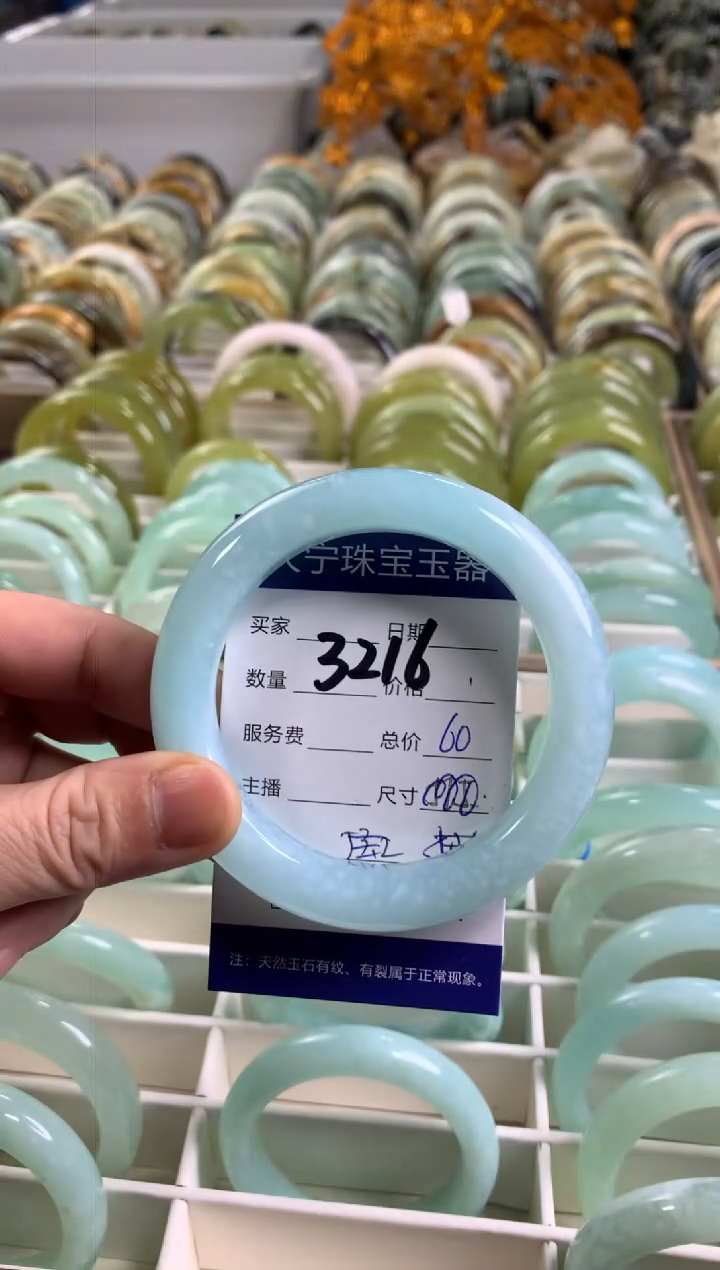 宁珠宝玉器
买家 日期
3216
数量 价格
服务费 总价 60
主播 尺寸
注：天然玉石有纹、有裂属于正常现象。